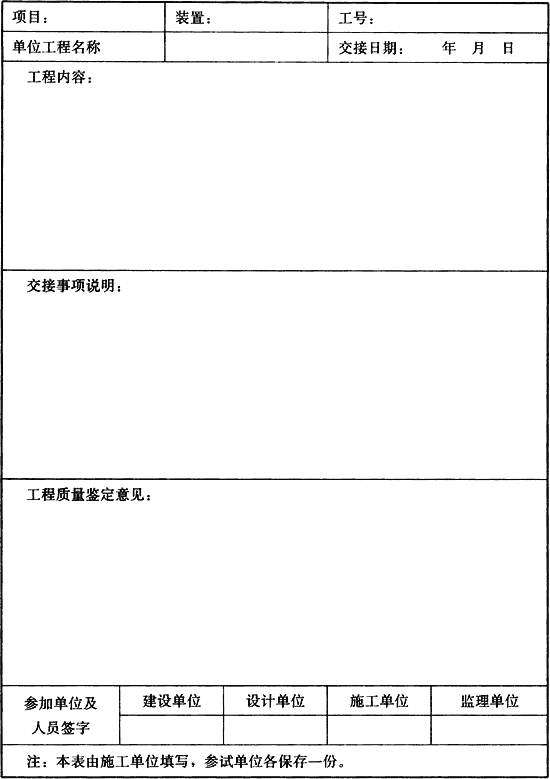 项目： 装置： 工号：
单位工程名称 交接日期： 年 月 日
工程内容：
交接事项说明：
工程质量鉴定意见：
参加单位及
人员签字
建设单位 设计单位 施工单位 监理单位
注：本表由施工单位填写，参试单位各保存一份。